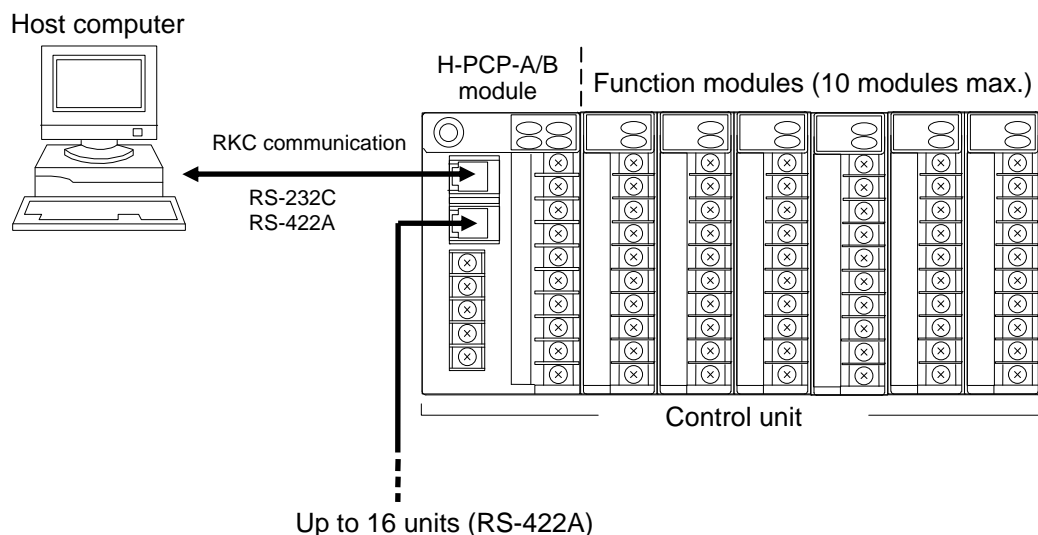 Host computer
H-PCP-A/B
module
Function modules (10 modules max.)
RKC communication
RS-232C
RS-422A
Control unit
Up to 16 units (RS-422A)